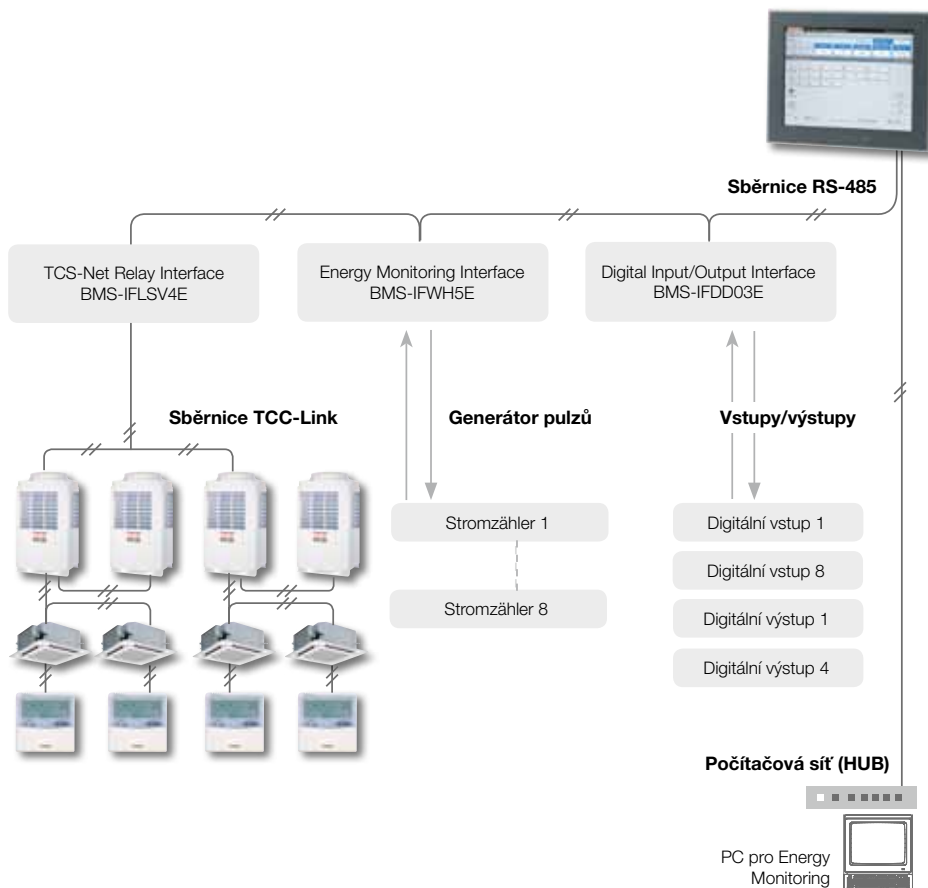 Sběrnice RS-485
TCS-Net Relay Interface
BMS-IFLSV4E
Energy Monitoring Interface
BMS-IFWH5E
Digital Input/Output Interface
BMS-IFDD03E
Sběrnice TCC-Link
Generátor pulzů
Vstupy/výstupy
Stromzähler 1
Stromzähler 8
Digitální vstup 1
Digitální vstup 8
Digitální výstup 1
Digitální výstup 4
Počítačová síť (HUB)
PC pro Energy
Monitoring